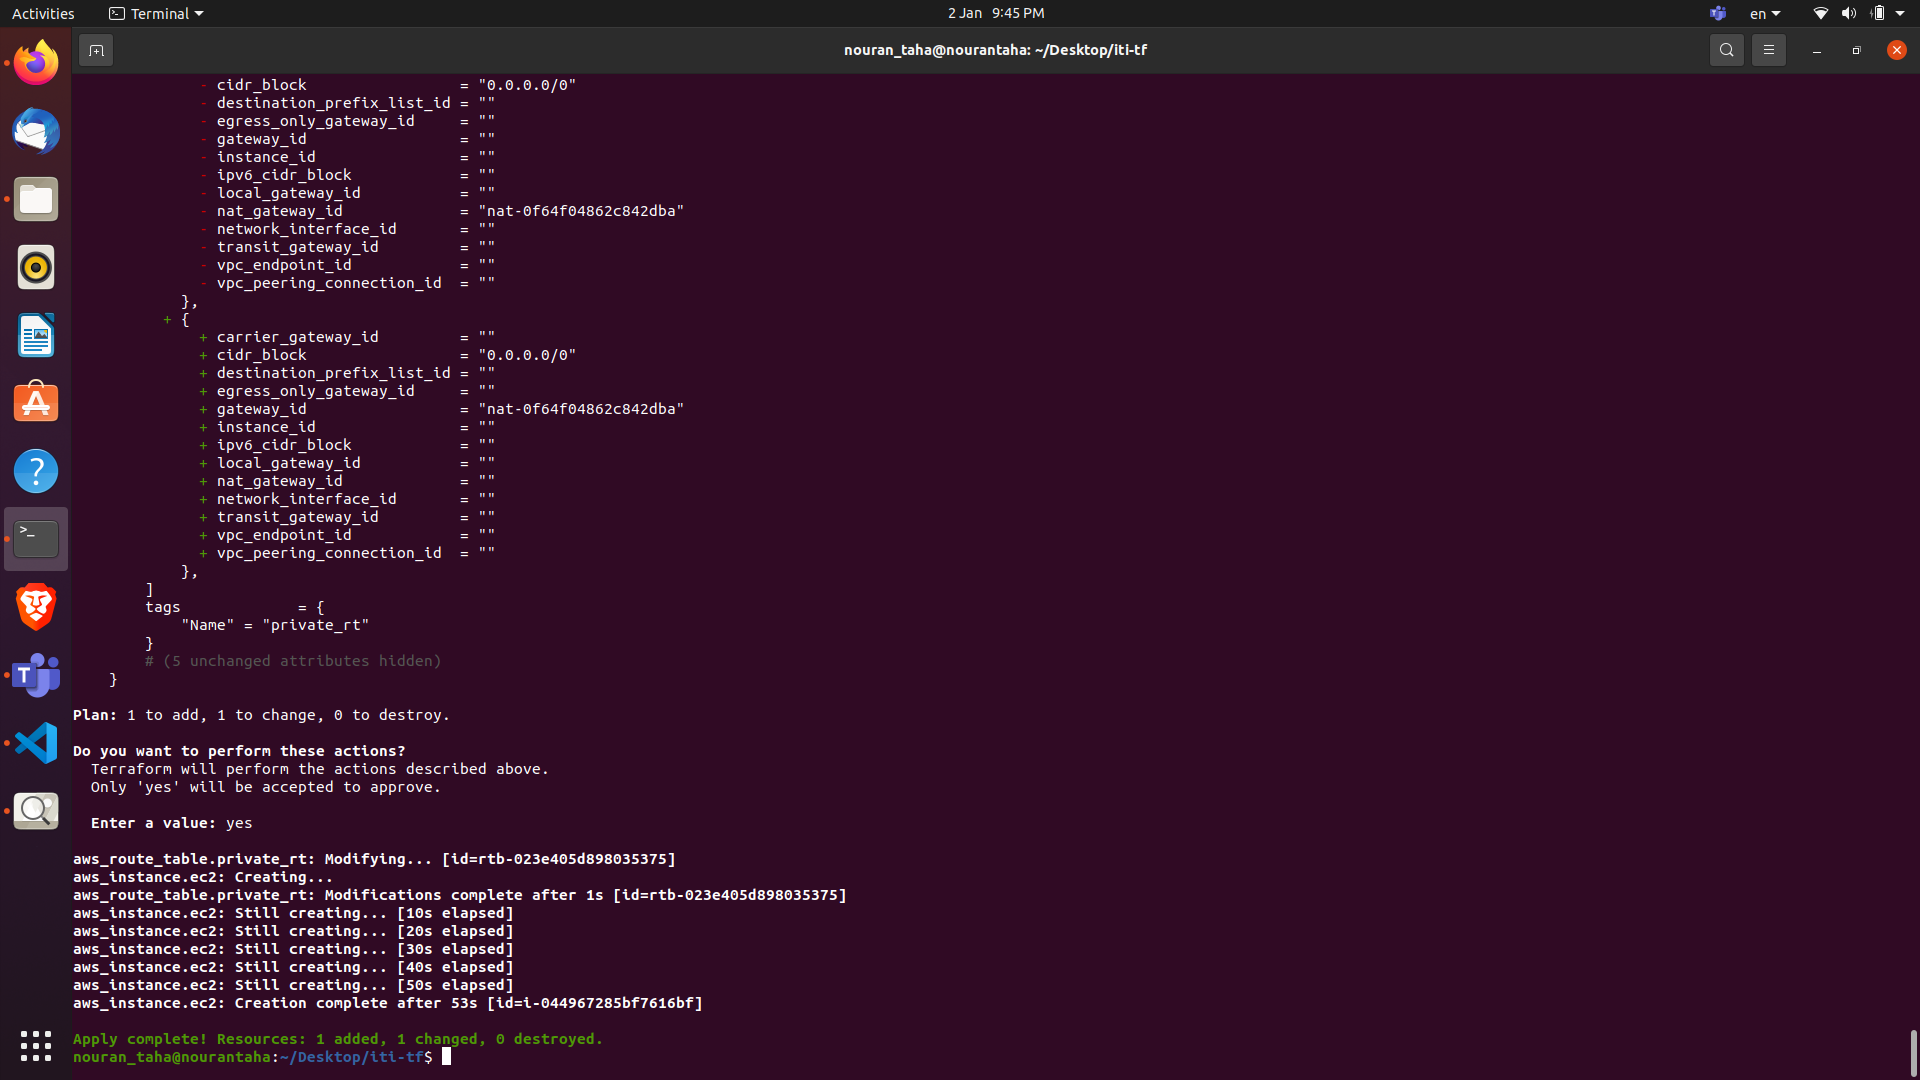 Activities
Terminal
2 Jan 9:45 PM
en
nouran_taha@nourantaha: ~/Desktop/iti-tf
- cidr_block = "0.0.0.0/0"
- destination_prefix_list_id = ""
- egress_only_gateway_id = ""
- gateway_id = ""
- instance_id = ""
- ipv6_cidr_block = ""
- local_gateway_id = ""
- nat_gateway_id = "nat-0f64f04862c842dba"
- network_interface_id = ""
- transit_gateway_id = ""
- vpc_endpoint_id = ""
- vpc_peering_connection_id = ""
},
+ {
+ carrier_gateway_id = ""
+ cidr_block = "0.0.0.0/0"
+ destination_prefix_list_id = ""
+ egress_only_gateway_id = ""
+ gateway_id = "nat-0f64f04862c842dba"
+ instance_id = ""
+ ipv6_cidr_block = ""
+ local_gateway_id = ""
+ nat_gateway_id = ""
+ network_interface_id = ""
+ transit_gateway_id = ""
+ vpc_endpoint_id = ""
+ vpc_peering_connection_id = ""
},
]
tags = {
"Name" = "private_rt"
}
# (5 unchanged attributes hidden)
}
Plan: 1 to add, 1 to change, 0 to destroy.
Do you want to perform these actions?
Terraform will perform the actions described above.
Only 'yes' will be accepted to approve.
Enter a value: yes
aws_route_table.private_rt: Modifying... [id=rtb-023e405d898035375]
aws_instance.ec2: Creating...
aws_route_table.private_rt: Modifications complete after 1s [id=rtb-023e405d898035375]
aws_instance.ec2: Still creating... [10s elapsed]
aws_instance.ec2: Still creating... [20s elapsed]
aws_instance.ec2: Still creating... [30s elapsed]
aws_instance.ec2: Still creating... [40s elapsed]
aws_instance.ec2: Still creating... [50s elapsed]
aws_instance.ec2: Creation complete after 53s [id=i-044967285bf7616bf]
Apply complete! Resources: 1 added, 1 changed, 0 destroyed.
nouran_taha@nourantaha:~/Desktop/iti-tf$